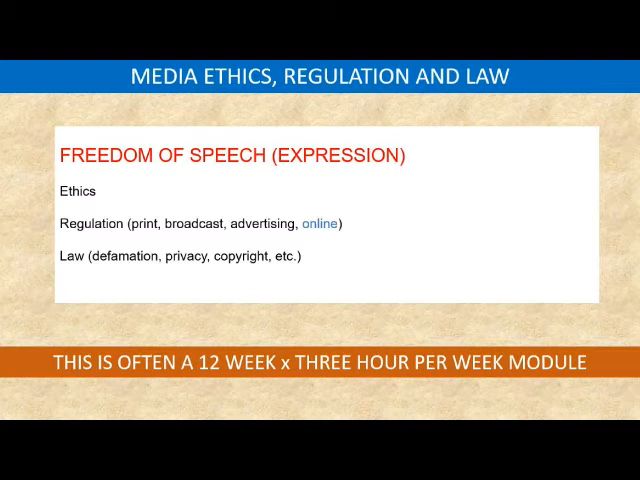 MEDIA ETHICS, REGULATION AND LAW
FREEDOM OF SPEECH (EXPRESSION)
Ethics
Regulation (print, broadcast, advertising, online)
Law (defamation, privacy, copyright, etc.)
THIS IS OFTEN A 12 WEEK x THREE HOUR PER WEEK MODULE